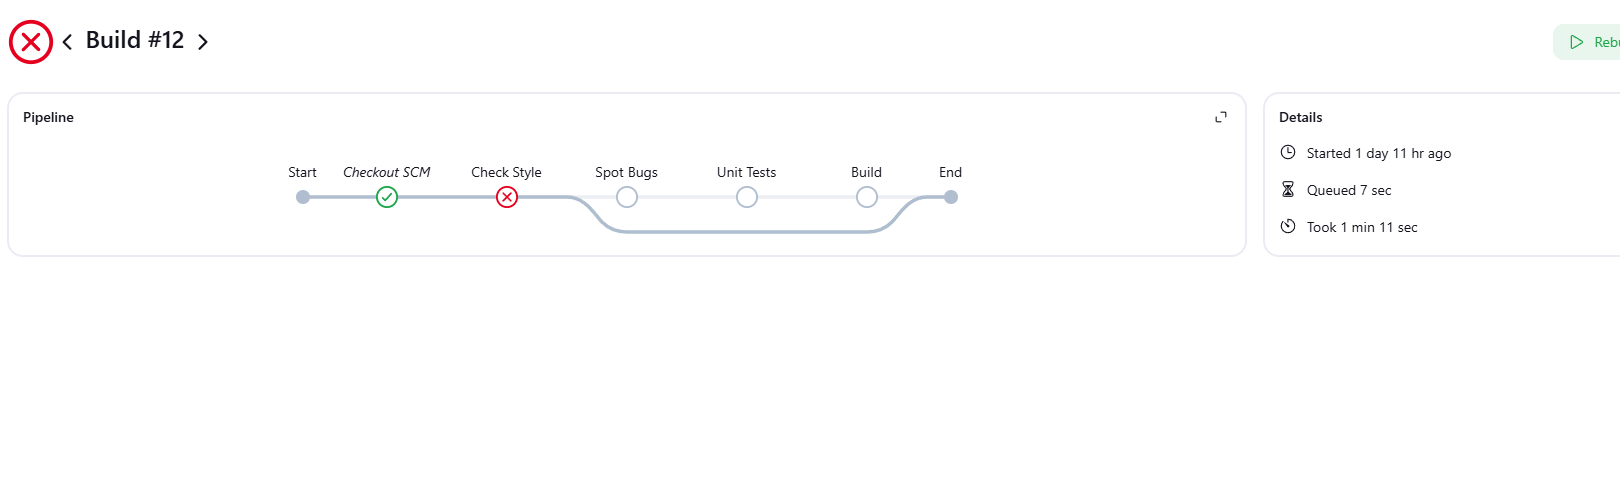 Build #12
Rebu
Pipeline
Start Checkout SCM Check Style Spot Bugs Unit Tests Build End
Details
Started 1 day 11 hr ago
Queued 7 sec
Took 1 min 11 sec